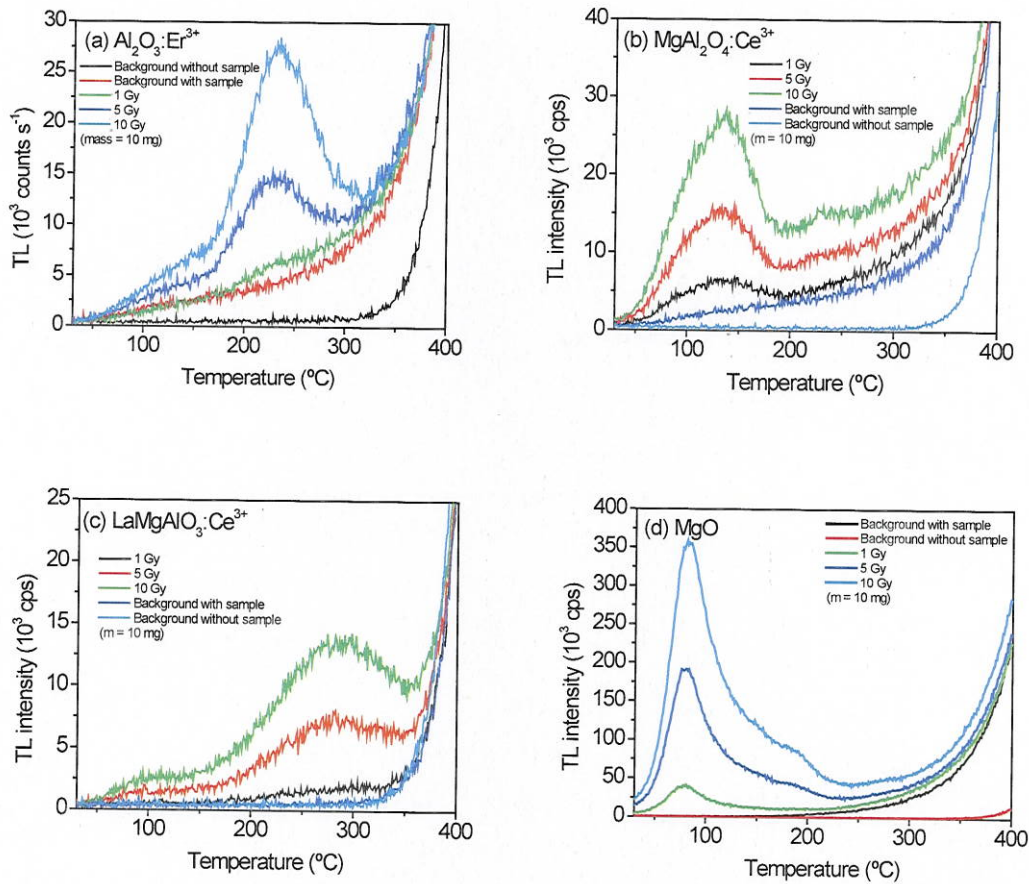 (a) Al₂O₃:Er³⁺
Background without sample
Background with sample
1 Gy
5 Gy
10 Gy
(mass = 10 mg)
30
25
20
15
10
5
0
TL (10³ counts s⁻¹)
100 200 300 400
Temperature (ºC)
(b) MgAl₂O₄:Ce³⁺
1 Gy
5 Gy
10 Gy
Background with sample
Background without sample
(m = 10 mg)
40
30
20
10
0
TL intensity (10³ cps)
100 200 300 400
Temperature (ºC)
(c) LaMgAlO₃:Ce³⁺
1 Gy
5 Gy
10 Gy
Background with sample
Background without sample
(m = 10 mg)
25
20
15
10
5
0
TL intensity (10³ cps)
100 200 300 400
Temperature (ºC)
(d) MgO
Background with sample
Background without sample
1 Gy
5 Gy
10 Gy
(m = 10 mg)
400
350
300
250
200
150
100
50
0
TL intensity (10³ cps)
100 200 300 400
Temperature (ºC)